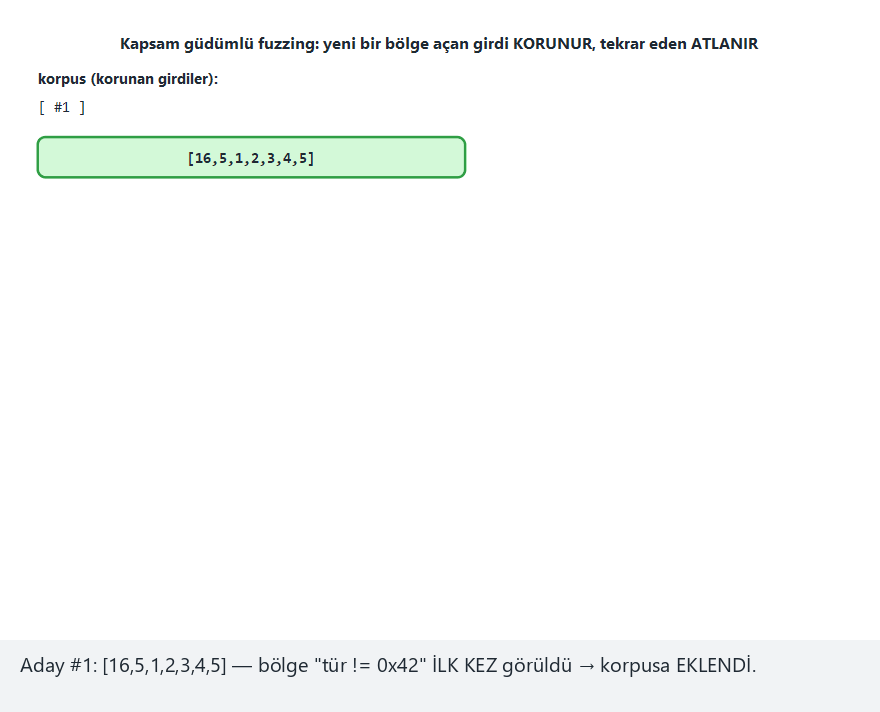 Kapsam güdümlü fuzzing: yeni bir bölge açan girdi KORUNUR, tekrar eden ATLANIR
korpus (korunan girdiler):
[ #1 ]
[16,5,1,2,3,4,5]
Aday #1: [16,5,1,2,3,4,5] — bölge "tür != 0x42" İLK KEZ görüldü → korpusa EKLENDİ.